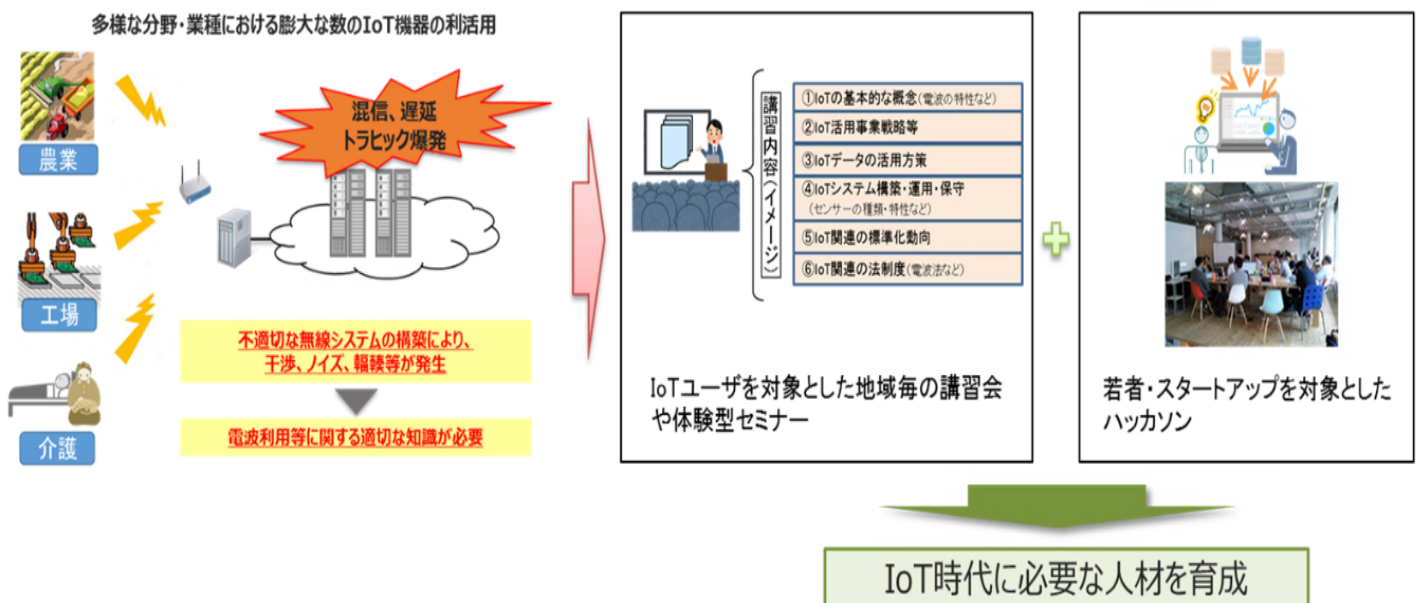 多様な分野・業種における膨大な数のIoT機器の利活用
農業
工場
介護
混信、遅延
トラヒック爆発
不適切な無線システムの構築により、
干渉、ノイズ、輻輳等が発生
電波利用等に関する適切な知識が必要
講習内容(イメージ)
①IoTの基本的な概念(電波の特性など)
②IoT活用事業戦略等
③IoTデータの活用方策
④IoTシステム構築・運用・保守
(センサーの種類・特性など)
⑤IoT関連の標準化動向
⑥IoT関連の法制度(電波法など)
IoTユーザを対象とした地域毎の講習会
や体験型セミナー
若者・スタートアップを対象とした
ハッカソン
IoT時代に必要な人材を育成